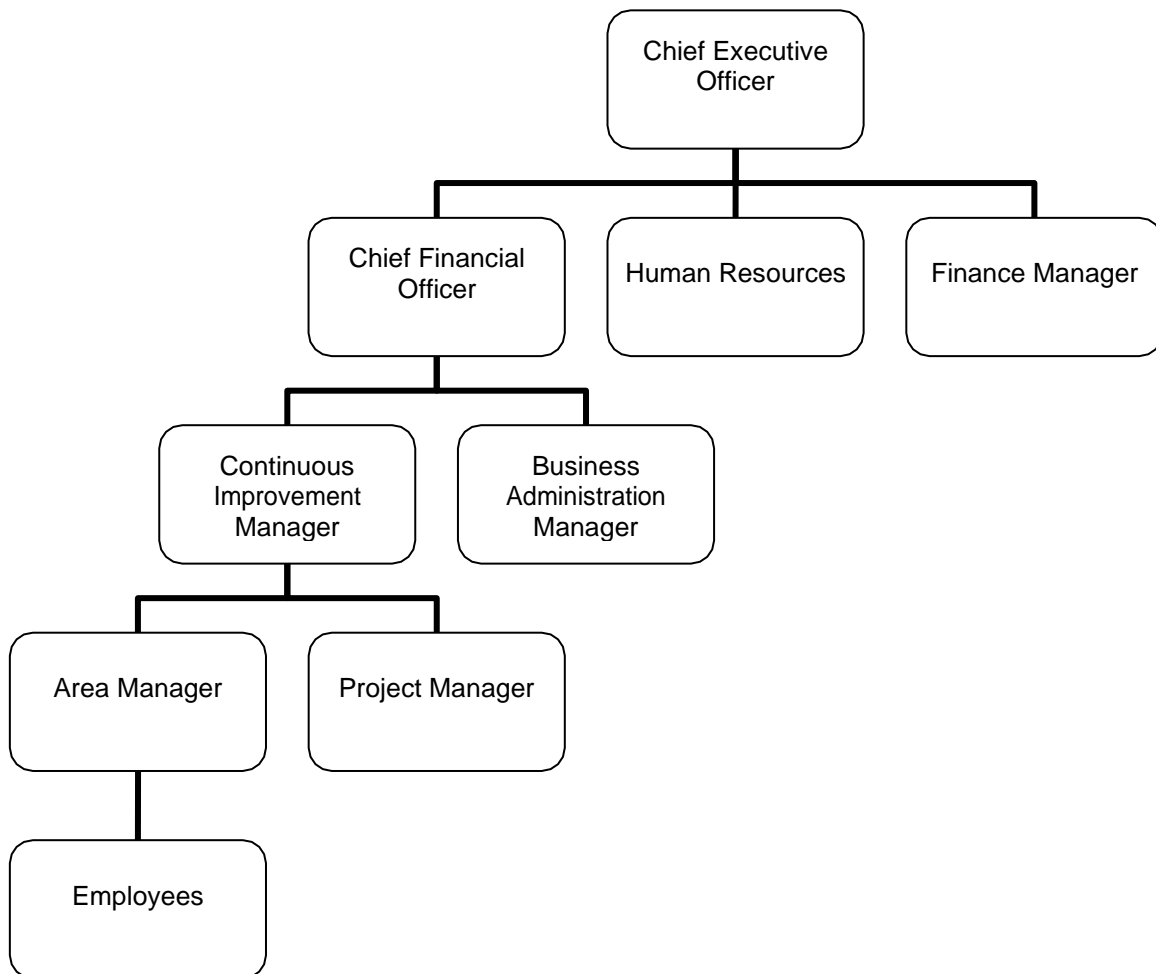 Chief Executive
Officer
Chief Financial
Officer
Human Resources
Finance Manager
Continuous
Improvement
Manager
Business
Administration
Manager
Area Manager
Project Manager
Employees